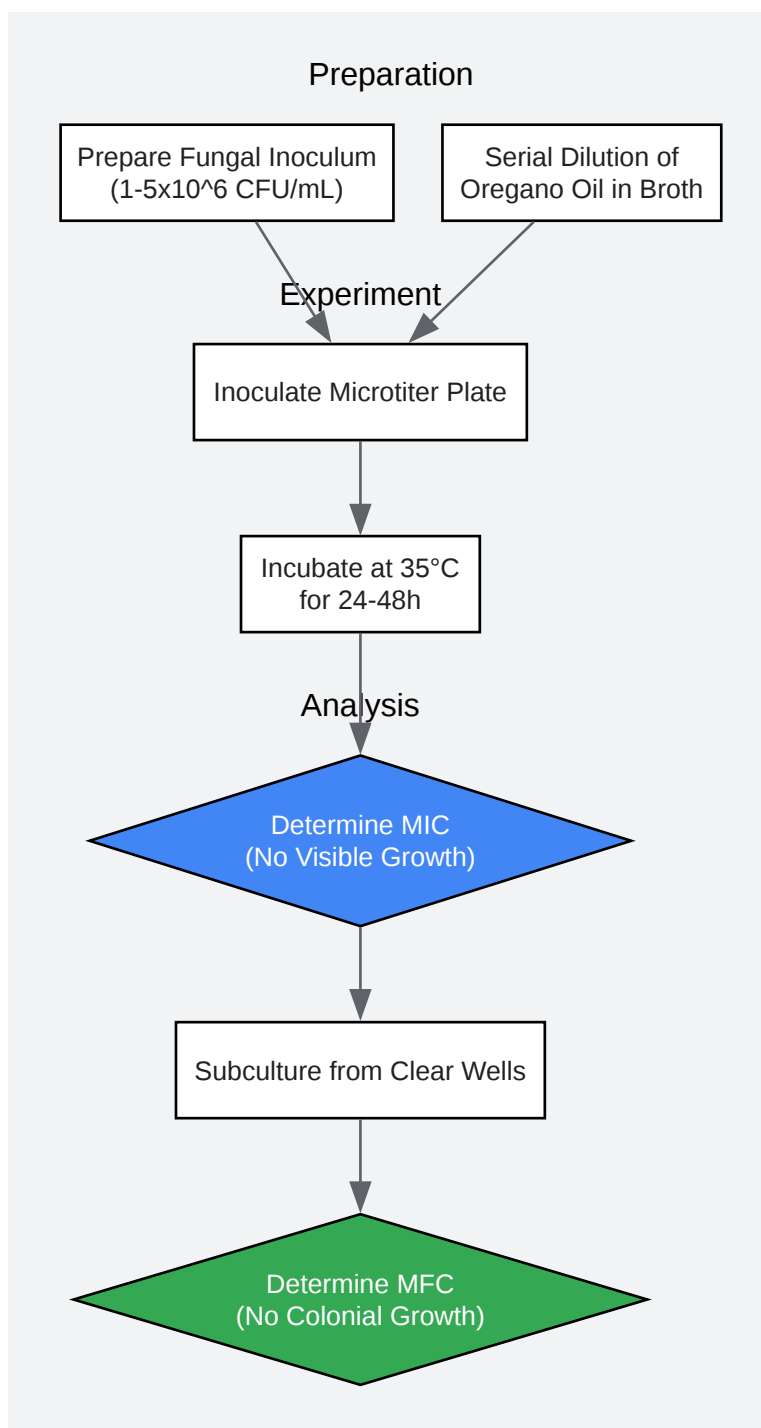 Preparation
Prepare Fungal Inoculum
(1-5x10^6 CFU/mL)
Serial Dilution of
Oregano Oil in Broth
Experiment
Inoculate Microtiter Plate
Incubate at 35°C
for 24-48h
Analysis
Determine MIC
(No Visible Growth)
Subculture from Clear Wells
Determine MFC
(No Colonial Growth)